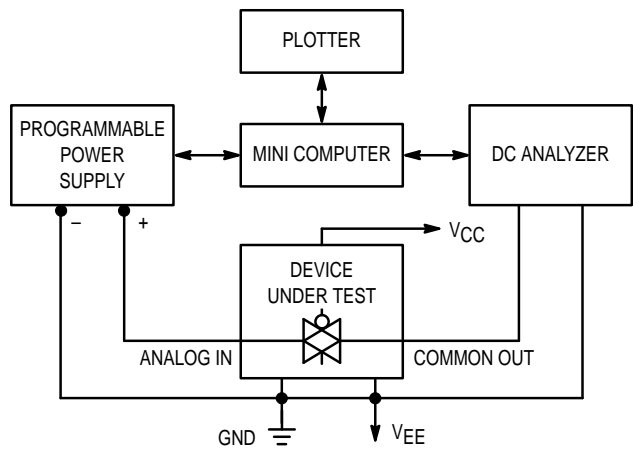 PLOTTER
PROGRAMMABLE
POWER
SUPPLY
MINI COMPUTER
DC ANALYZER
– +
VCC
DEVICE
UNDER TEST
ANALOG IN
COMMON OUT
GND
VEE